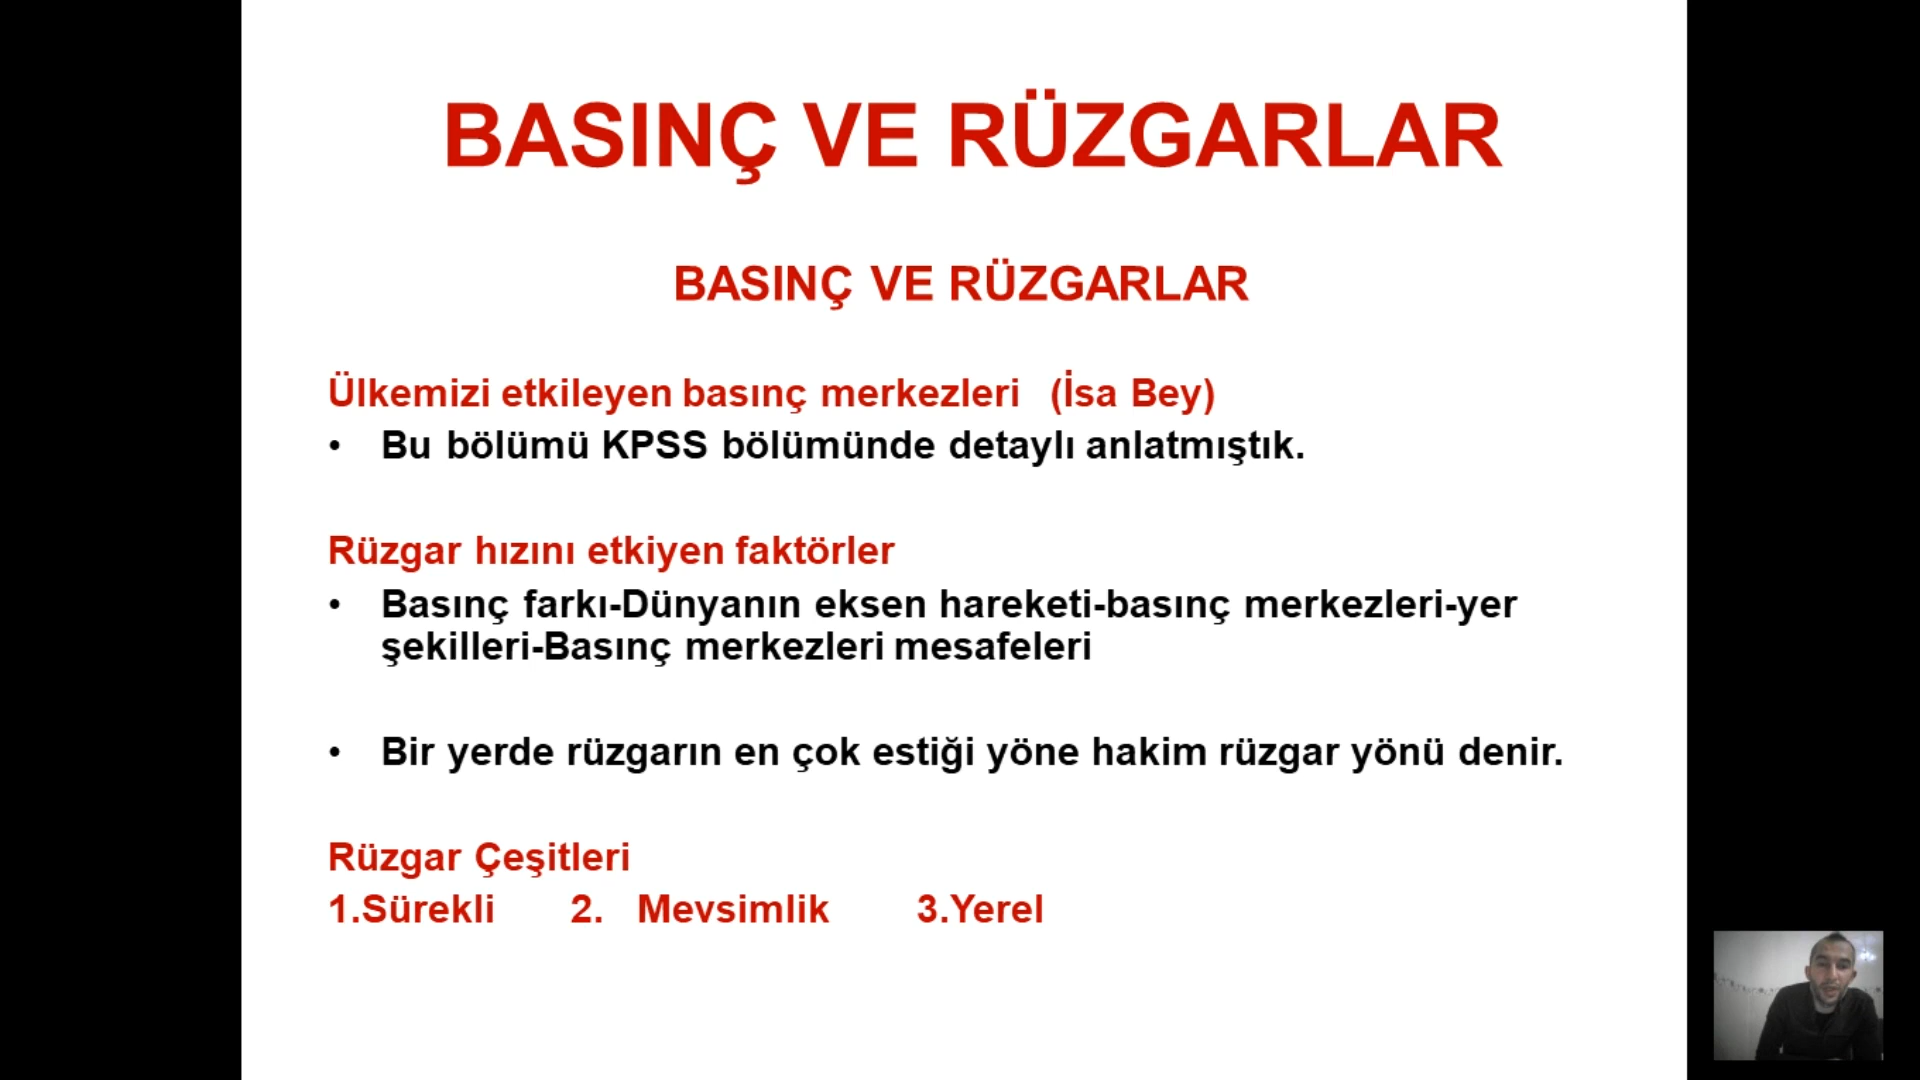 BASINÇ VE RÜZGARLAR
BASINÇ VE RÜZGARLAR
Ülkemizi etkileyen basınç merkezleri (İsa Bey)
• Bu bölümü KPSS bölümünde detaylı anlatmıştık.
Rüzgar hızını etkiyen faktörler
• Basınç farkı-Dünyanın eksen hareketi-basınç merkezleri-yer
şekilleri-Basınç merkezleri mesafeleri
• Bir yerde rüzgarın en çok estiği yöne hakim rüzgar yönü denir.
Rüzgar Çeşitleri
1.Sürekli 2. Mevsimlik 3.Yerel